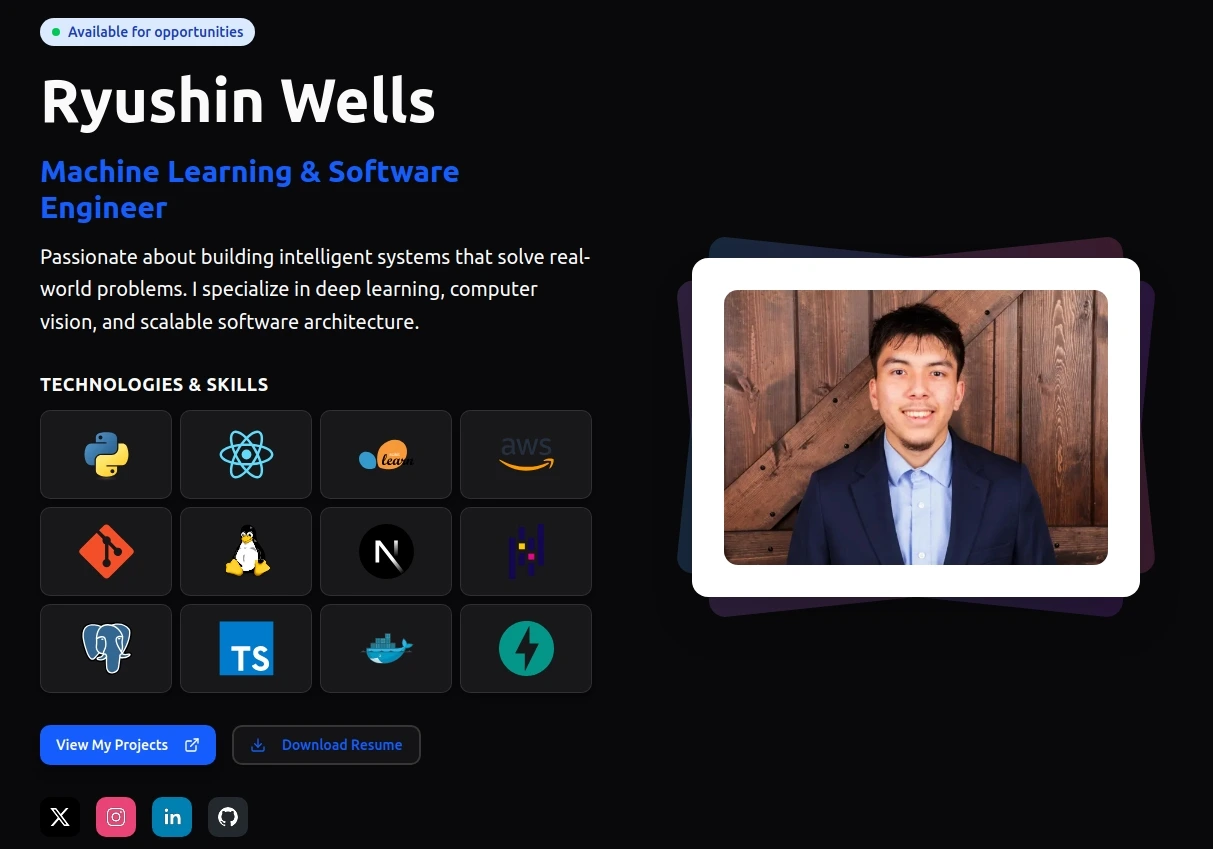 Available for opportunities
Ryushin Wells
Machine Learning & Software
Engineer
Passionate about building intelligent systems that solve real-
world problems. I specialize in deep learning, computer
vision, and scalable software architecture.
TECHNOLOGIES & SKILLS
learn
aws
N
TS
View My Projects
Download Resume
X
in